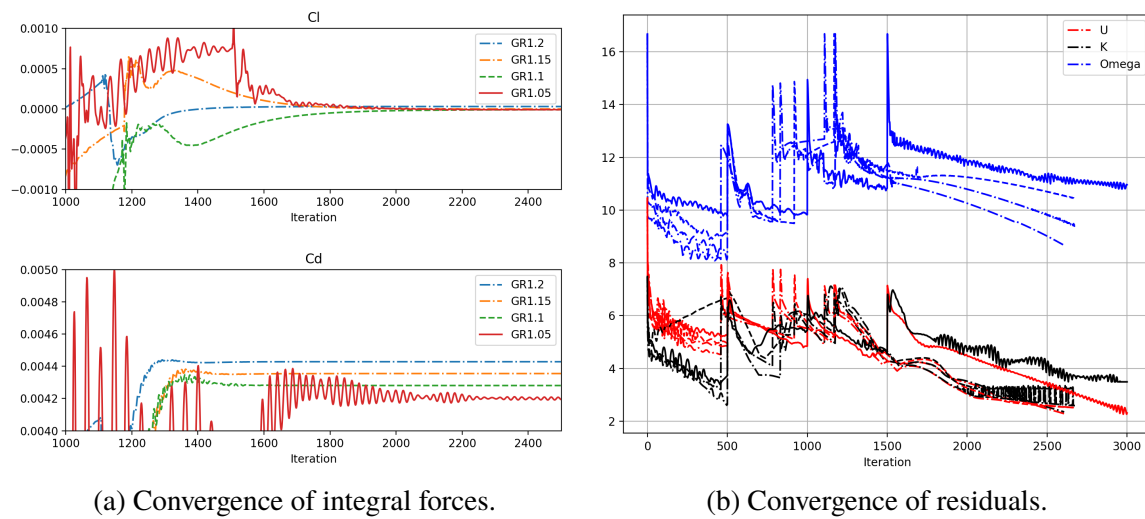 Cl
0.0010
0.0005
0.0000
−0.0005
−0.0010
GR1.2
GR1.15
GR1.1
GR1.05
1000 1200 1400 1600 1800 2000 2200 2400
Iteration
Cd
0.0050
0.0048
0.0046
0.0044
0.0042
0.0040
GR1.2
GR1.15
GR1.1
GR1.05
1000 1200 1400 1600 1800 2000 2200 2400
Iteration
(a) Convergence of integral forces.
16
14
12
10
8
6
4
2
U
K
Omega
0 500 1000 1500 2000 2500 3000
Iteration
(b) Convergence of residuals.